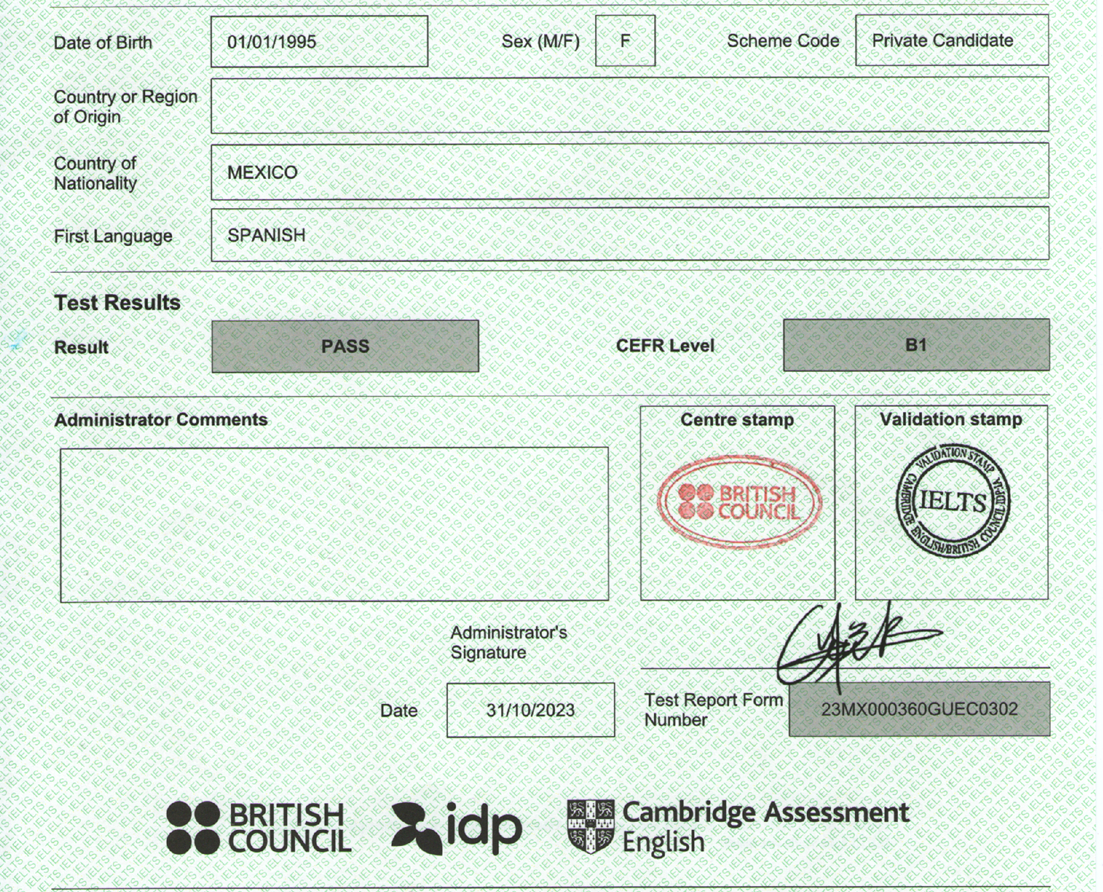 Date of Birth 01/01/1995 Sex (M/F) F Scheme Code Private Candidate
Country or Region
of Origin
Country of
Nationality
MEXICO
First Language SPANISH
Test Results
Result PASS CEFR Level B1
Administrator Comments
Centre stamp
Validation stamp
BRITISH
COUNCIL
VALIDATION STAMP
CAMBRIDGE ENGLISH/BRITISH COUNCIL/IDP:IA
IELTS
Administrator's
Signature
Date 31/10/2023
Test Report Form
Number
23MX000360GUEC0302
BRITISH
COUNCIL
idp
Cambridge Assessment
English